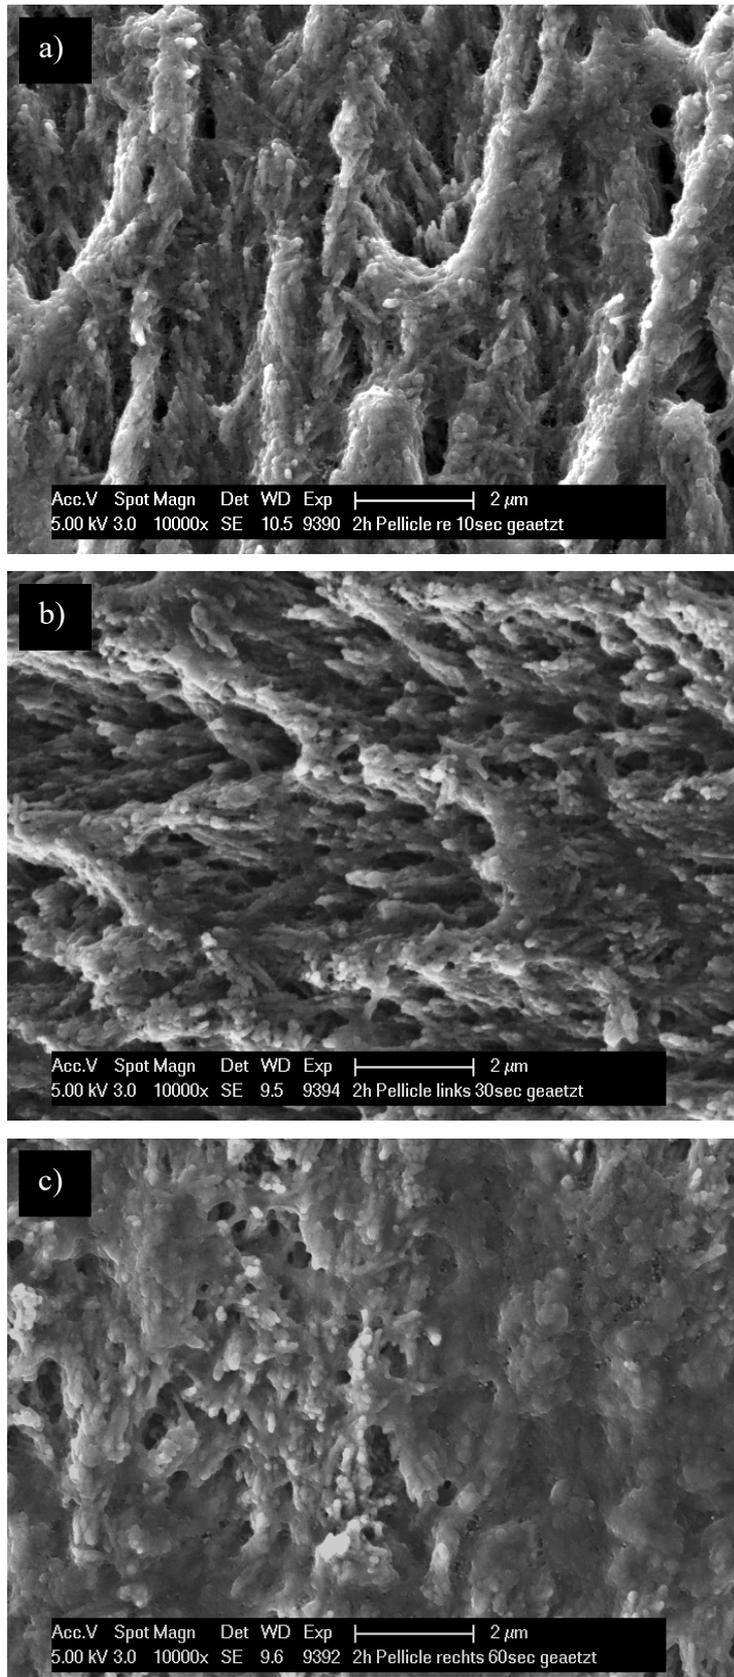 a)
Acc.V Spot Magn Det WD Exp 2 µm
5.00 kV 3.0 10000x SE 10.5 9390 2h Pellicle re 10sec geaetzt
b)
Acc.V Spot Magn Det WD Exp 2 µm
5.00 kV 3.0 10000x SE 9.5 9394 2h Pellicle links 30sec geaetzt
c)
Acc.V Spot Magn Det WD Exp 2 µm
5.00 kV 3.0 10000x SE 9.6 9392 2h Pellicle rechts 60sec geaetzt